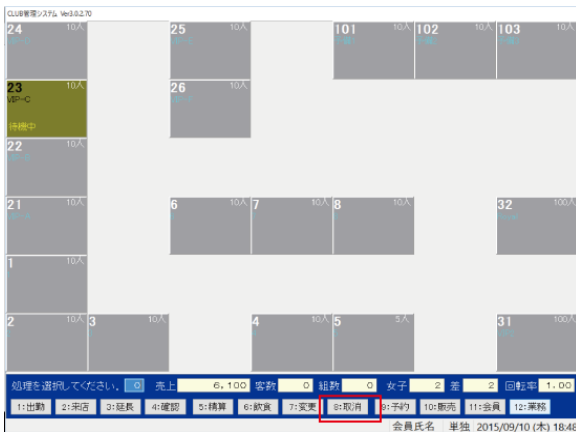 CLUB管理システム Ver3.0.2.70
24 10人
25 10人
101 10人
102 10人
103 10人
23 10人
VIP-C
待機中
26 10人
22 10人
21 10人
6 10人
7 10人
8 10人
32 100人
1 10人
2 10人
3 10人
4 10人
5 5人
31 100人
処理を選択してください。 0 売上 6,100 客数 0 組数 0 女子 2 差 2 回転率 1.00
1:出勤 2:来店 3:延長 4:確認 5:精算 6:飲食 7:変更 8:取消 9:予約 10:販売 11:会員 12:業務
会員氏名 単独 2015/09/10 (木) 18:48